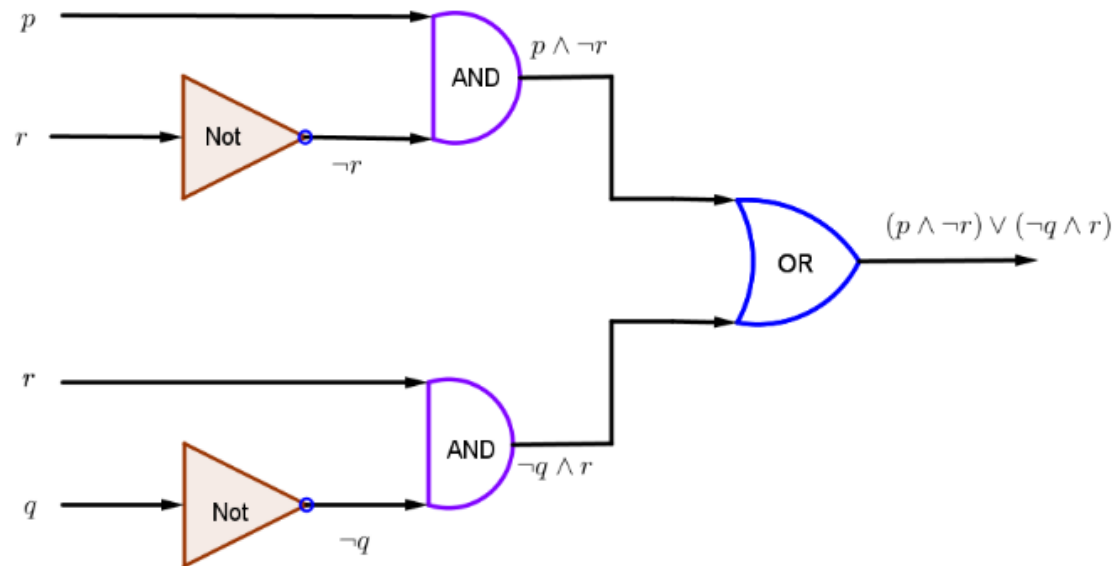 p
AND
p ∧ ¬r
r
Not
¬r
(p ∧ ¬r) ∨ (¬q ∧ r)
OR
r
AND
¬q ∧ r
q
Not
¬q